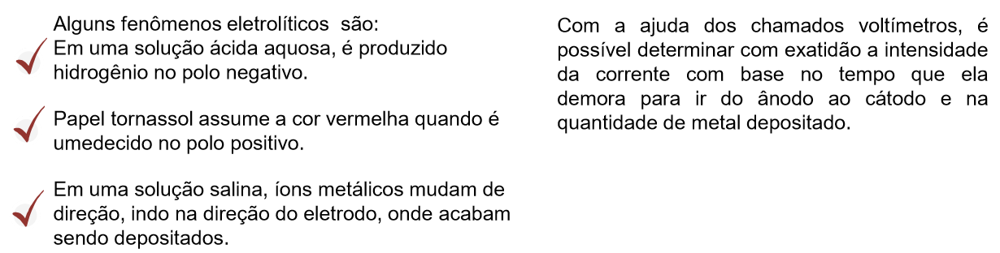 Alguns fenômenos eletrolíticos  são:
Em uma solução ácida aquosa, é produzido
hidrogênio no polo negativo.
Papel tornassol assume a cor vermelha quando é
umedecido no polo positivo.
Em uma solução salina, íons metálicos mudam de
direção, indo na direção do eletrodo, onde acabam
sendo depositados.
Com a ajuda dos chamados voltímetros, é
possível determinar com exatidão a intensidade
da corrente com base no tempo que ela
demora para ir do ânodo ao cátodo e na
quantidade de metal depositado.